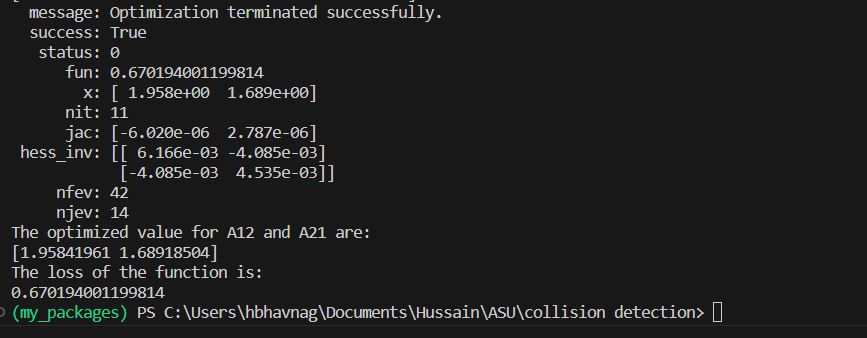 message: Optimization terminated successfully.
success: True
status: 0
fun: 0.670194001199814
x: [ 1.958e+00  1.689e+00]
nit: 11
jac: [-6.020e-06  2.787e-06]
hess_inv: [[ 6.166e-03 -4.085e-03]
[-4.085e-03  4.535e-03]]
nfev: 42
njev: 14
The optimized value for A12 and A21 are:
[1.95841961 1.68918504]
The loss of the function is:
0.670194001199814
(my_packages) PS C:\Users\hbhavnag\Documents\Hussain\ASU\collision detection>